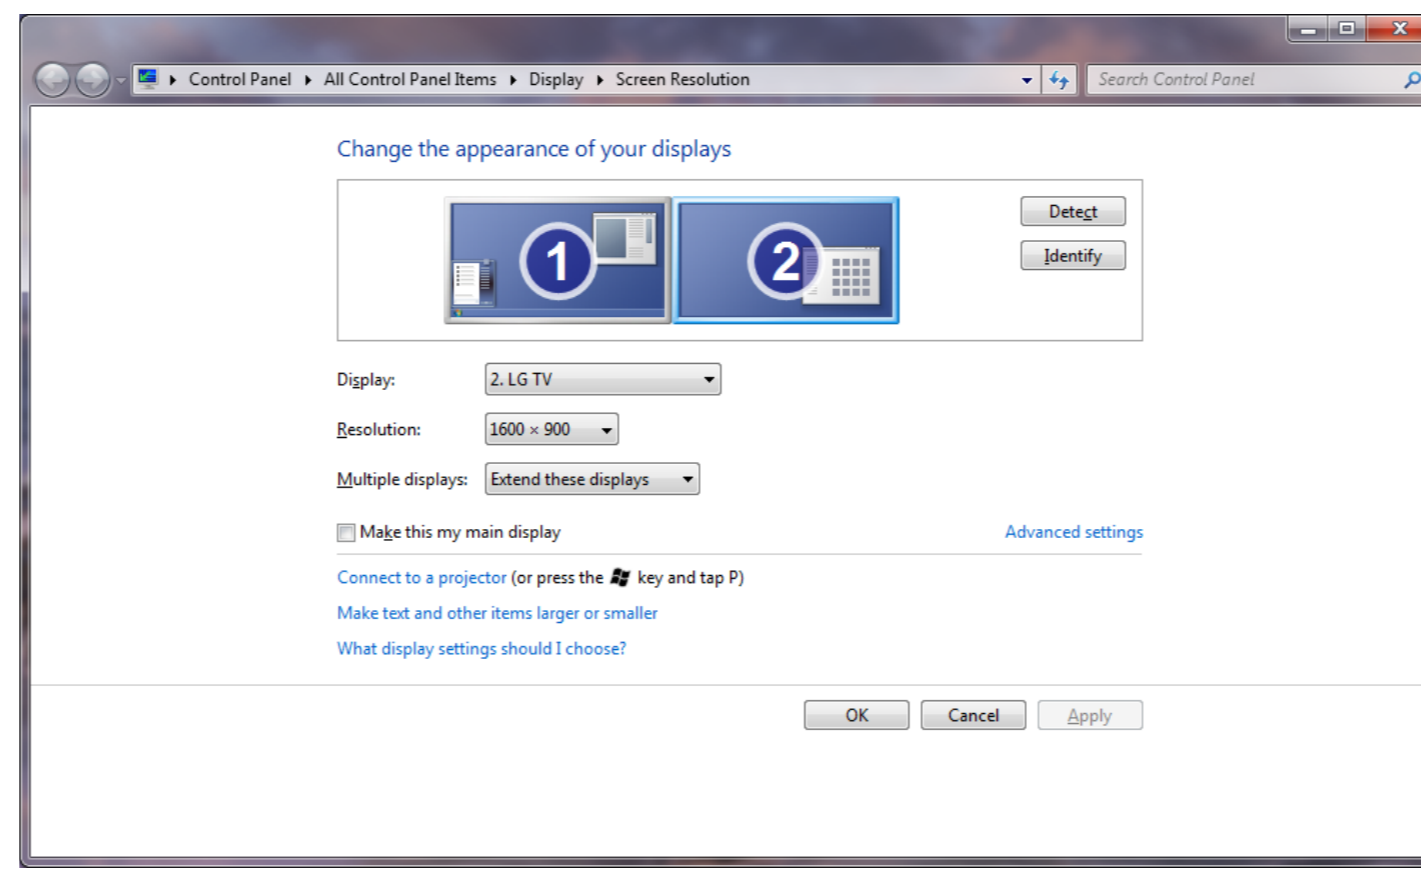 Control Panel All Control Panel Items Display Screen Resolution Search Control Panel
Change the appearance of your displays
1 2
Detect
Identify
Display: 2. LG TV
Resolution: 1600 × 900
Multiple displays: Extend these displays
Make this my main display Advanced settings
Connect to a projector (or press the key and tap P)
Make text and other items larger or smaller
What display settings should I choose?
OK Cancel Apply